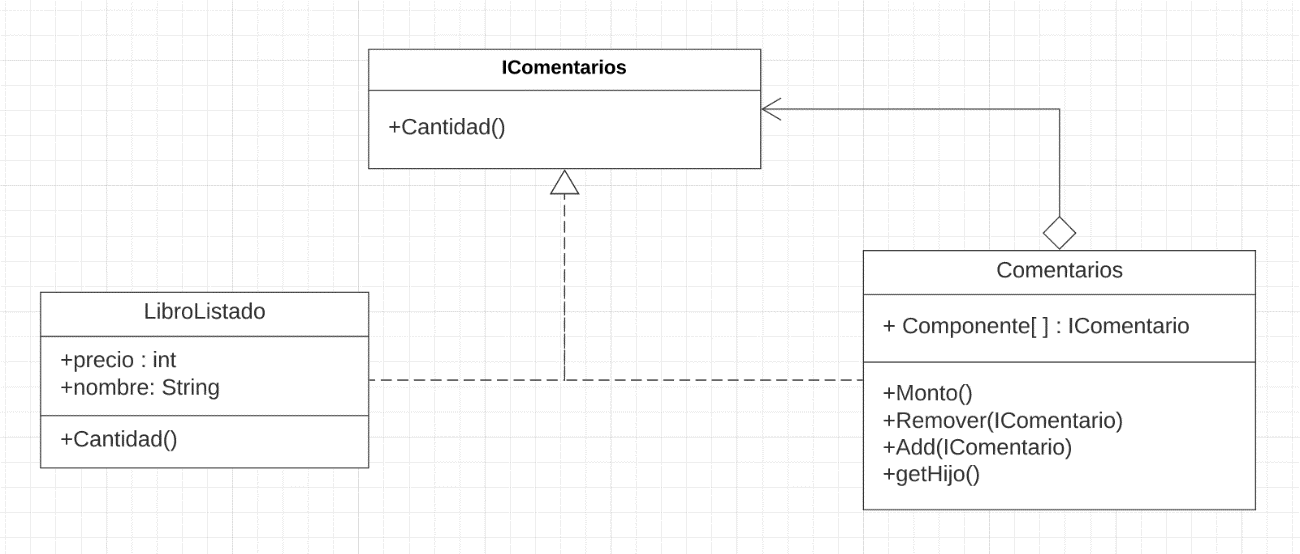 IComentarios
+Cantidad()
LibroListado
+precio : int
+nombre: String
+Cantidad()
Comentarios
+ Componente[ ] : IComentario
+Monto()
+Remover(IComentario)
+Add(IComentario)
+getHijo()